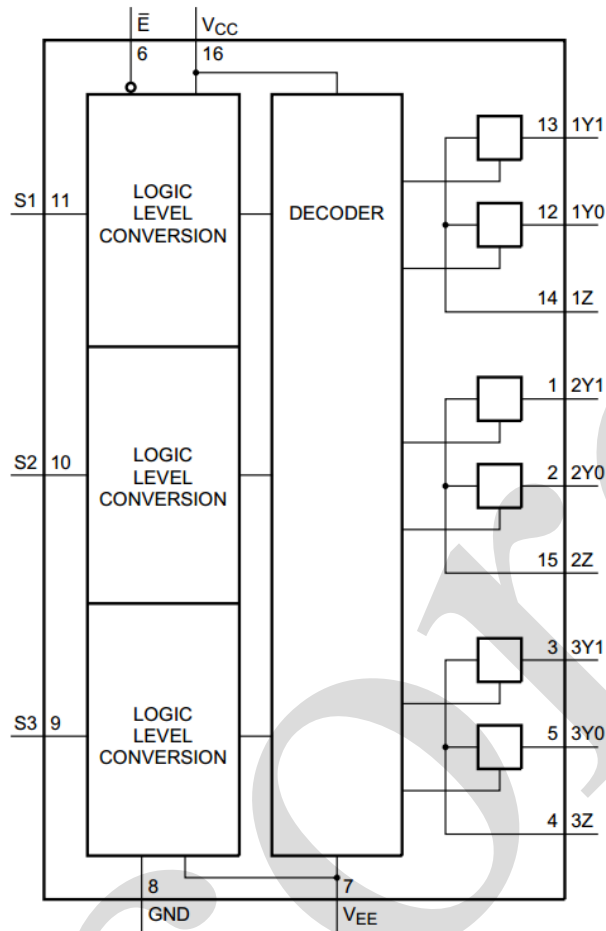 E̅ VCC
6 16
13 1Y1
S1 11
LOGIC
LEVEL
CONVERSION
DECODER
12 1Y0
14 1Z
1 2Y1
S2 10
LOGIC
LEVEL
CONVERSION
2 2Y0
15 2Z
3 3Y1
S3 9
LOGIC
LEVEL
CONVERSION
5 3Y0
4 3Z
8 7
GND VEE